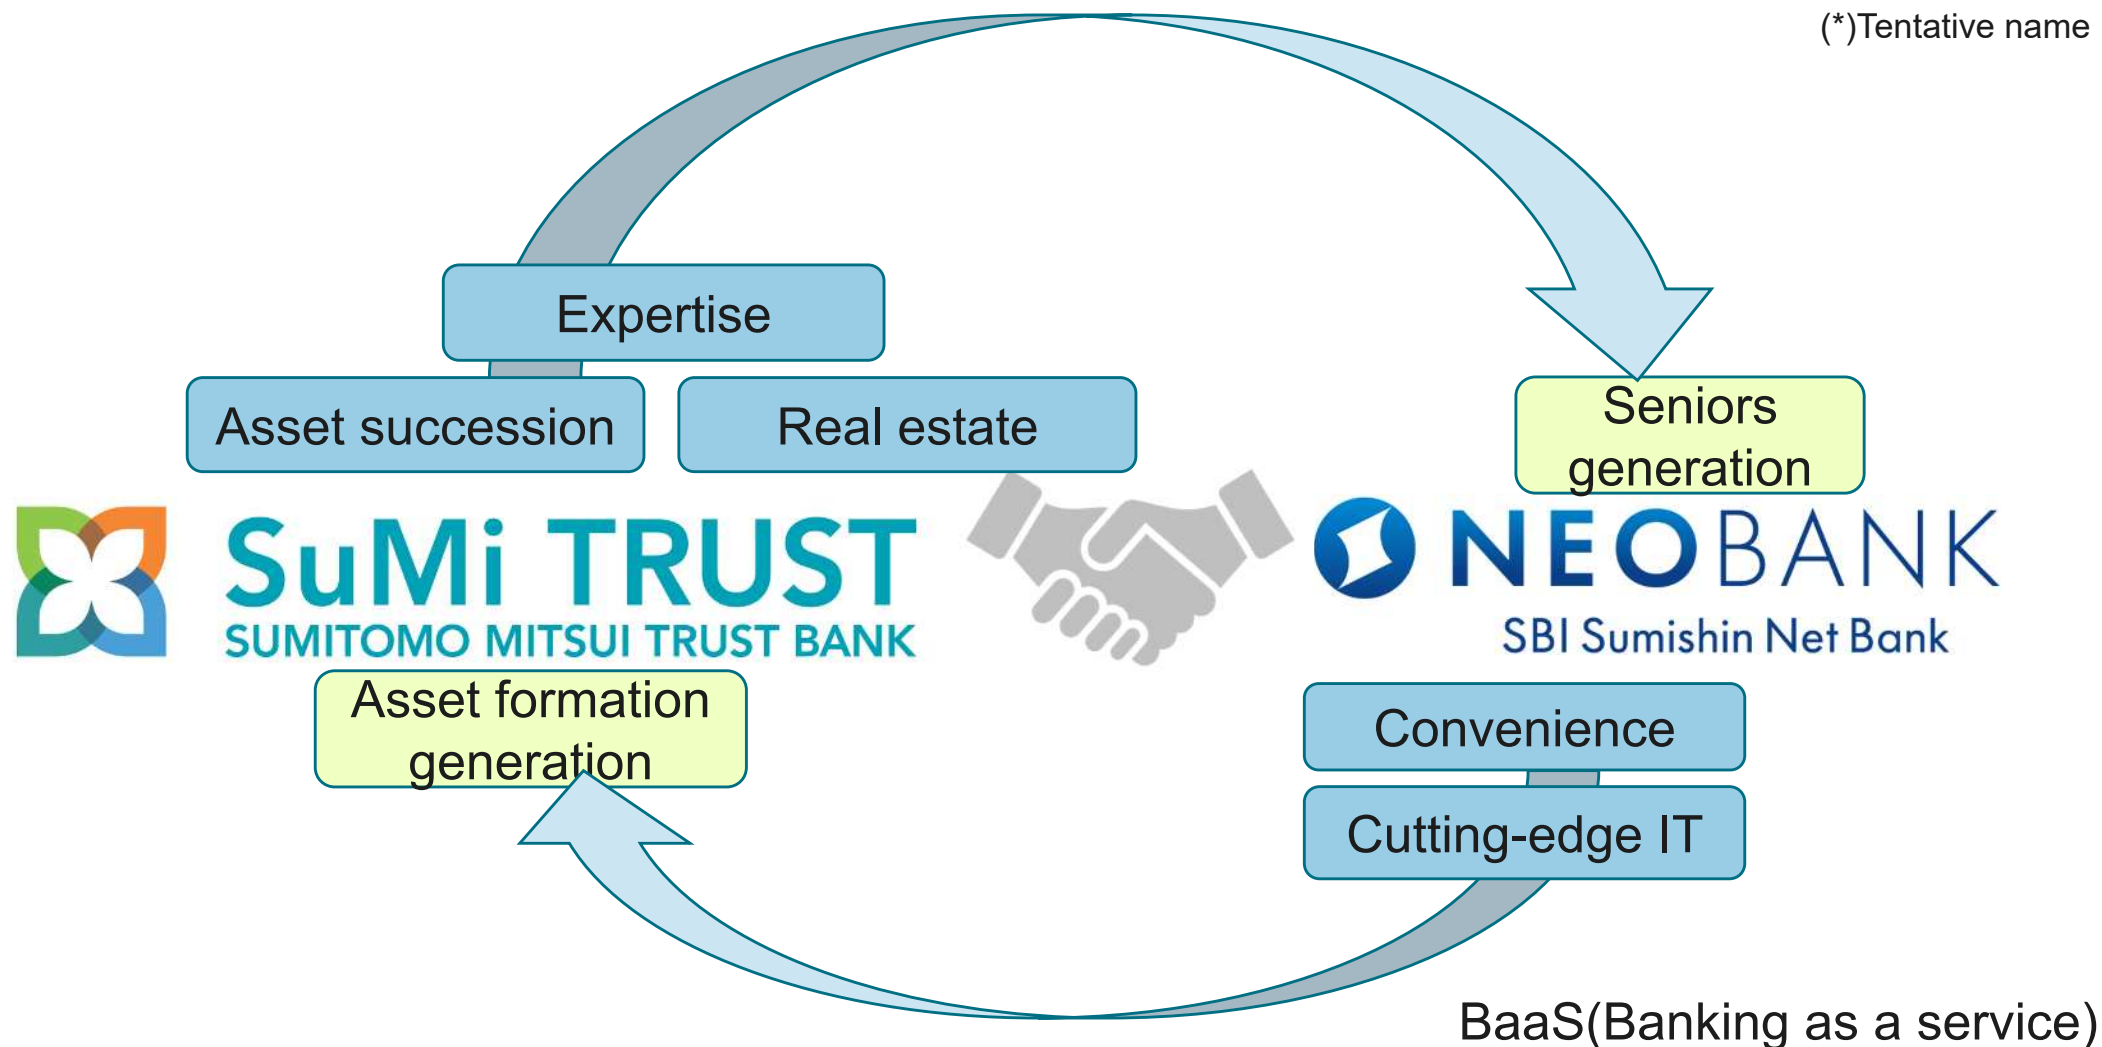 (*)Tentative name
Expertise
Asset succession
Real estate
Seniors
generation
SuMi TRUST
SUMITOMO MITSUI TRUST BANK
NEOBANK
SBI Sumishin Net Bank
Asset formation
generation
Convenience
Cutting-edge IT
BaaS(Banking as a service)